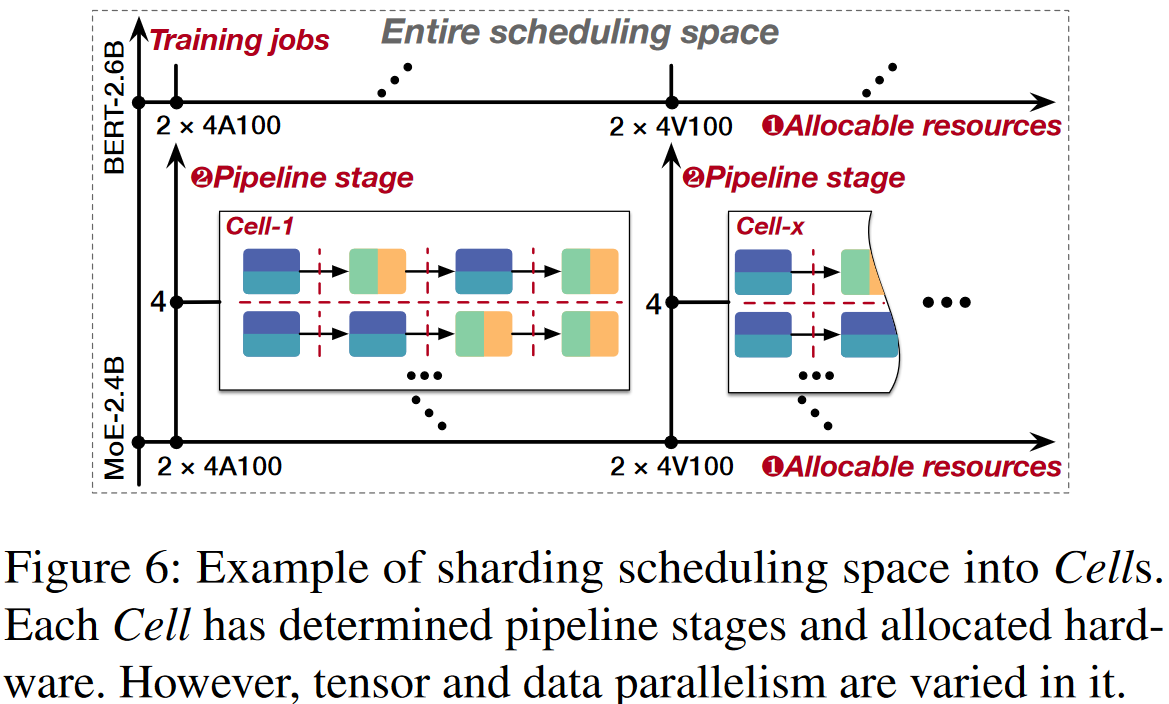 Training jobs
Entire scheduling space
BERT-2.6B
2 × 4A100
2 × 4V100
❶Allocable resources
❷Pipeline stage
❷Pipeline stage
Cell-1
Cell-x
4
4
MoE-2.4B
2 × 4A100
2 × 4V100
❶Allocable resources
Figure 6: Example of sharding scheduling space into Cells.
Each Cell has determined pipeline stages and allocated hard-
ware. However, tensor and data parallelism are varied in it.